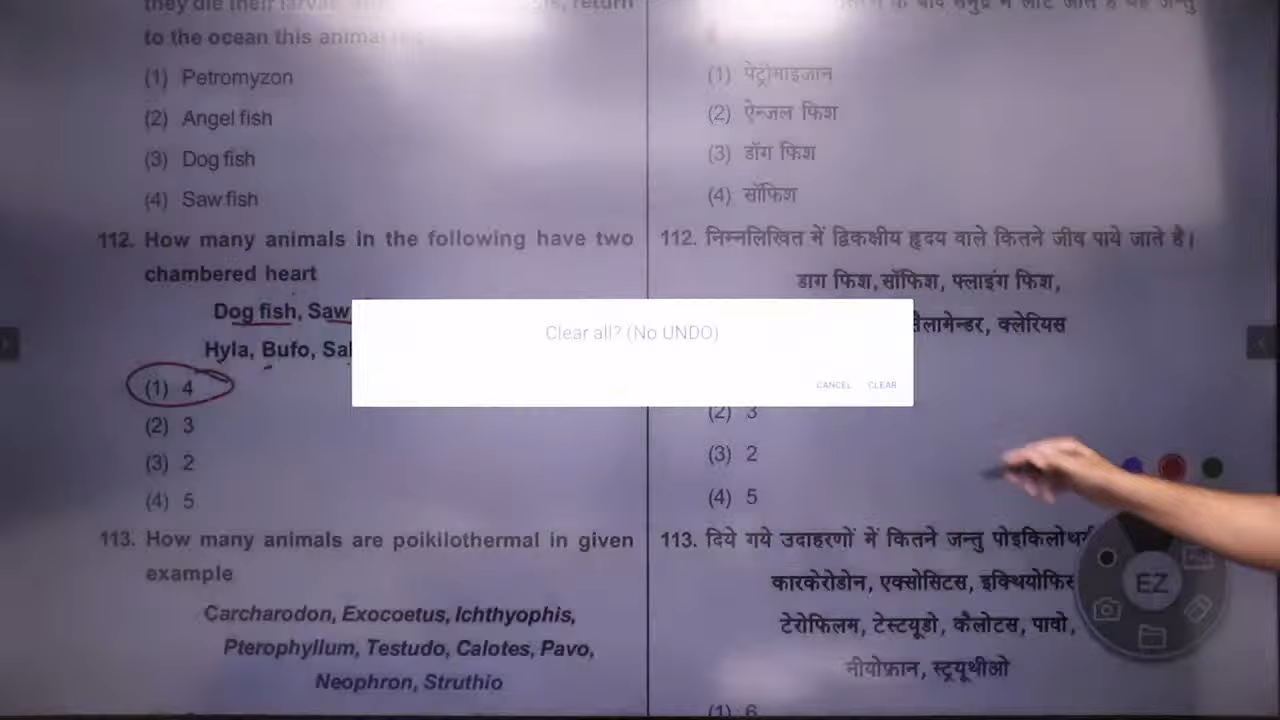 to the ocean this animal
(1) Petromyzon
(2) Angel fish
(3) Dog fish
(4) Saw fish
112. How many animals in the following have two
chambered heart
Dog fish, Saw
Hyla, Bufo, Sal
(1) 4
(2) 3
(3) 2
(4) 5
113. How many animals are poikilothermal in given
example
Carcharodon, Exocoetus, Ichthyophis,
Pterophyllum, Testudo, Calotes, Pavo,
Neophron, Struthio
(1) पेट्रोमाइजान
(2) ऐन्जल फिश
(3) डॉग फिश
(4) सॉफिश
112. निम्नलिखित में द्विकक्षीय हृदय वाले कितने जीव पाये जाते है।
डाग फिश, सॉफिश, फ्लाइंग फिश,
सैलामेन्डर, क्लेरियस
(2) 3
(3) 2
(4) 5
113. दिये गये उदाहरणों में कितने जन्तु
कारकेरोडोन, एक्सोसिटस,
टेरोफिलम, टेस्टयूडो, कैलोटस, पावो,
नीयोफ्रान, स्ट्रयूथीओ
(1) 6
Clear all? (No UNDO)
CANCEL CLEAR
EZ